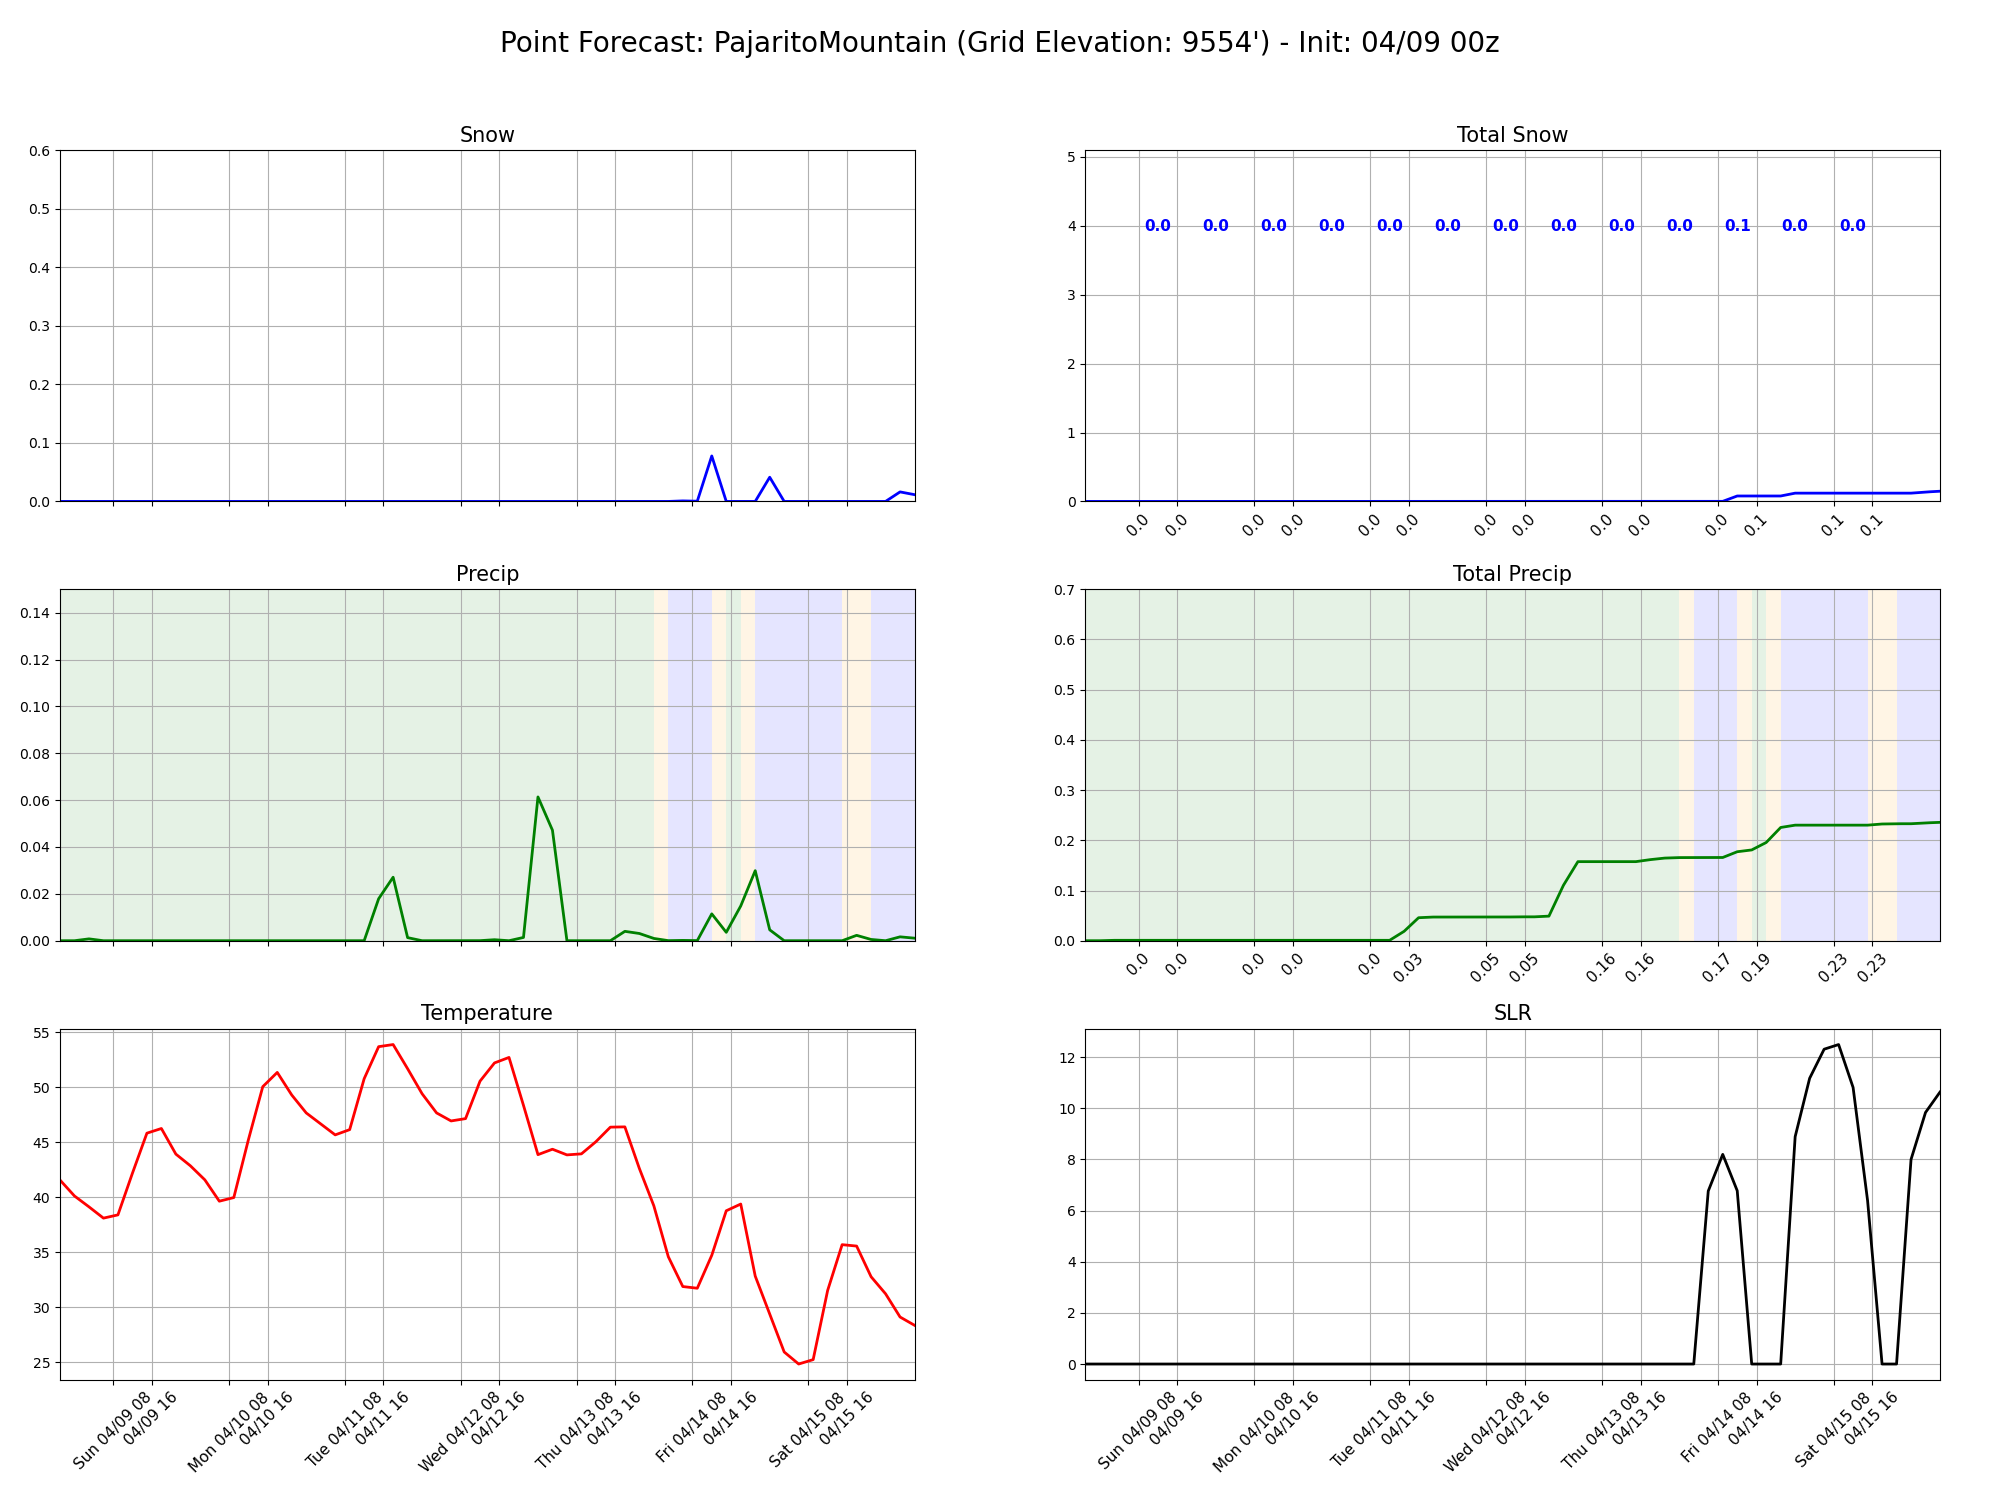 Point Forecast: PajaritoMountain (Grid Elevation: 9554') - Init: 04/09 00z
Snow
0.6
0.5
0.4
0.3
0.2
0.1
0.0
Total Snow
5
4
3
2
1
0
0.0 0.0 0.0 0.0 0.0 0.0 0.0 0.0 0.0 0.0 0.1 0.0 0.0
0.0 0.0 0.0 0.0 0.0 0.0 0.0 0.0 0.0 0.0 0.0 0.1 0.1 0.1
Precip
0.14
0.12
0.10
0.08
0.06
0.04
0.02
0.00
Total Precip
0.7
0.6
0.5
0.4
0.3
0.2
0.1
0.0
0.0 0.0 0.0 0.0 0.0 0.03 0.05 0.05 0.16 0.16 0.17 0.19 0.23 0.23
Temperature
55
50
45
40
35
30
25
Sun 04/09 08
04/09 16
Mon 04/10 08
04/10 16
Tue 04/11 08
04/11 16
Wed 04/12 08
04/12 16
Thu 04/13 08
04/13 16
Fri 04/14 08
04/14 16
Sat 04/15 08
04/15 16
SLR
12
10
8
6
4
2
0
Sun 04/09 08
04/09 16
Mon 04/10 08
04/10 16
Tue 04/11 08
04/11 16
Wed 04/12 08
04/12 16
Thu 04/13 08
04/13 16
Fri 04/14 08
04/14 16
Sat 04/15 08
04/15 16